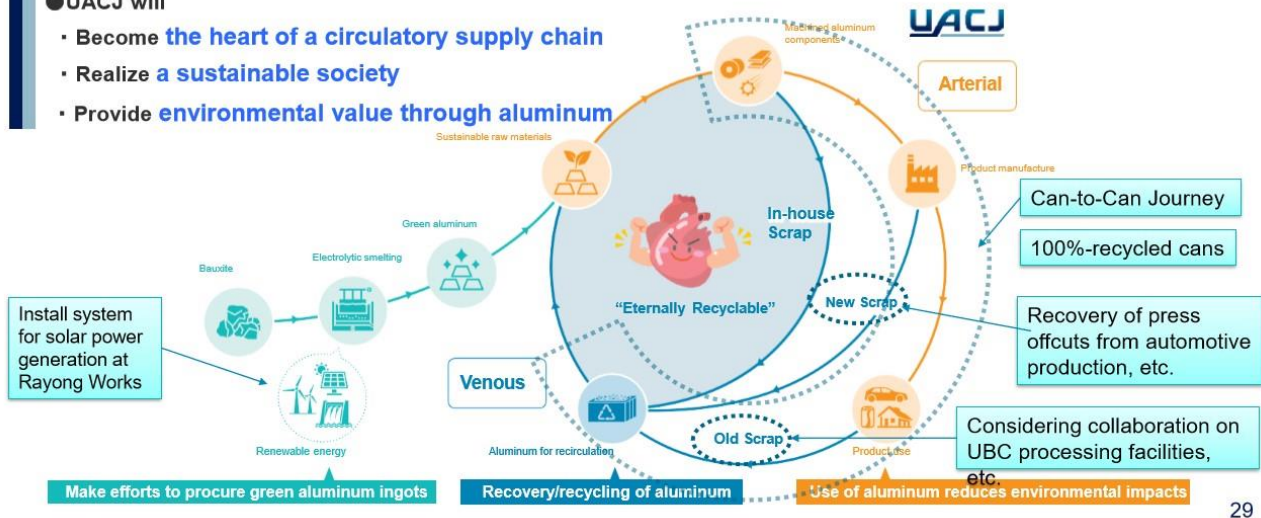 ●UACJ will
・Become the heart of a circulatory supply chain
・Realize a sustainable society
・Provide environmental value through aluminum
UACJ
Machined aluminum
components
Arterial
Sustainable raw materials
Product manufacture
Can-to-Can Journey
100%-recycled cans
In-house
Scrap
Green aluminum
Electrolytic smelting
Bauxite
"Eternally Recyclable"
New Scrap
Install system
for solar power
generation at
Rayong Works
Recovery of press
offcuts from automotive
production, etc.
Venous
Old Scrap
Considering collaboration on
UBC processing facilities,
etc.
Renewable energy
Aluminum for recirculation
Product use
Make efforts to procure green aluminum ingots
Recovery/recycling of aluminum
Use of aluminum reduces environmental impacts
29